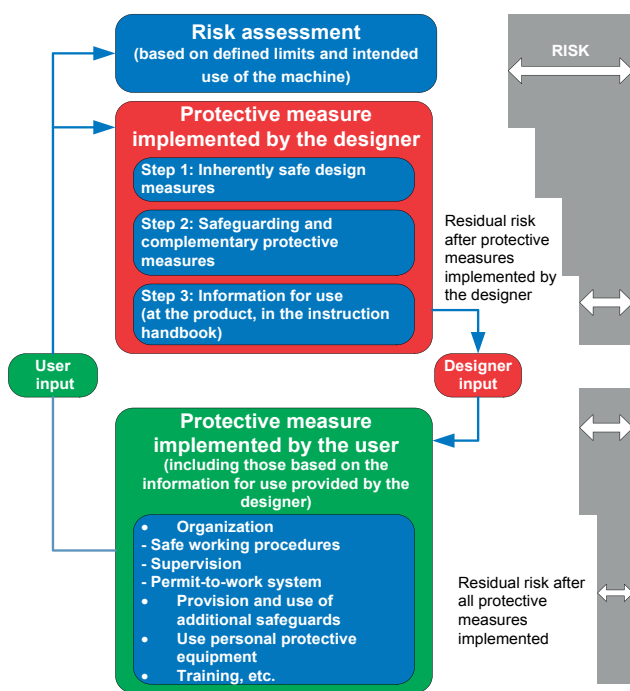 Risk assessment
(based on defined limits and intended
use of the machine)
RISK
Protective measure
implemented by the designer
Step 1: Inherently safe design
measures
Step 2: Safeguarding and
complementary protective
measures
Step 3: Information for use
(at the product, in the instruction
handbook)
Residual risk
after protective
measures
implemented by
the designer
User
input
Designer
input
Protective measure
implemented by the user
(including those based on the
information for use provided by the
designer)
• Organization
- Safe working procedures
- Supervision
- Permit-to-work system
• Provision and use of
additional safeguards
• Use personal protective
equipment
• Training, etc.
Residual risk after
all protective
measures
implemented